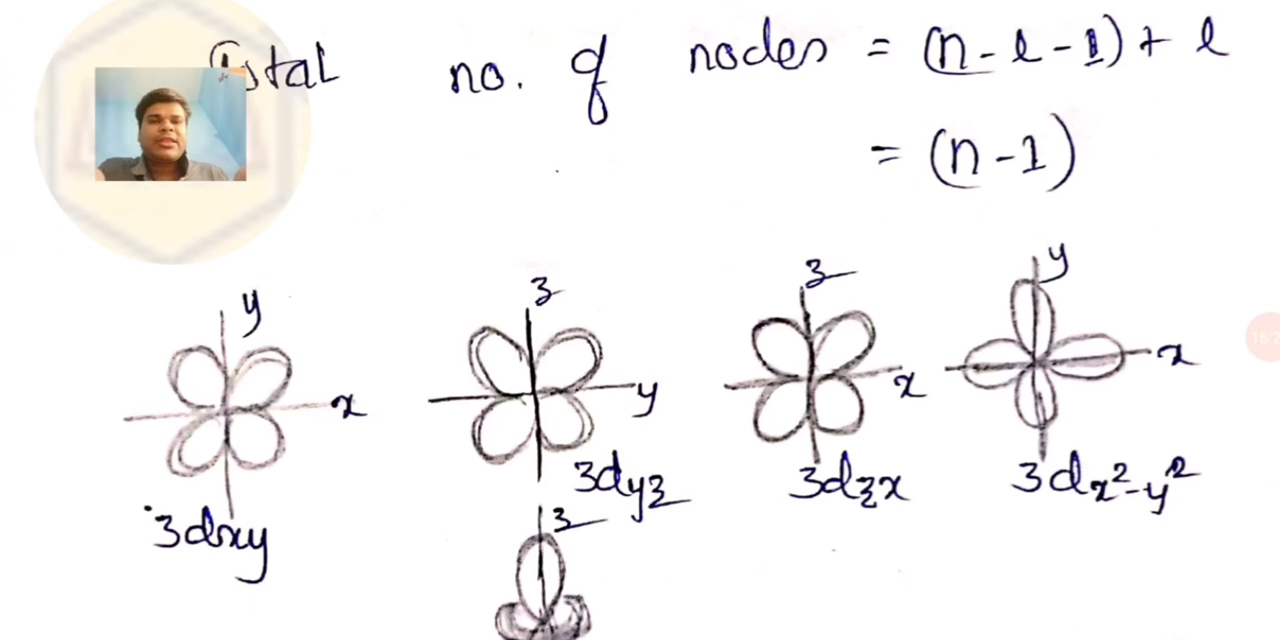 Total no. of nodes = (n - l - 1) + l
= (n - 1)
y
x
3dxy
z
y
3dyz
z
x
3dzx
y
x
3dx²-y²
z